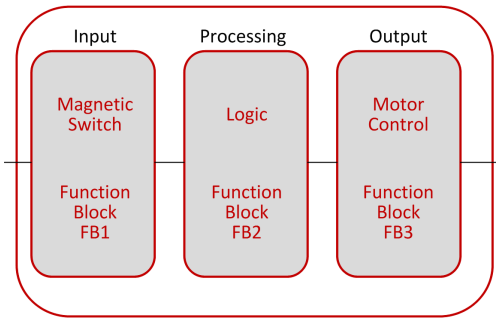 Input
Processing
Output
Magnetic
Switch
Logic
Motor
Control
Function
Block
FB1
Function
Block
FB2
Function
Block
FB3